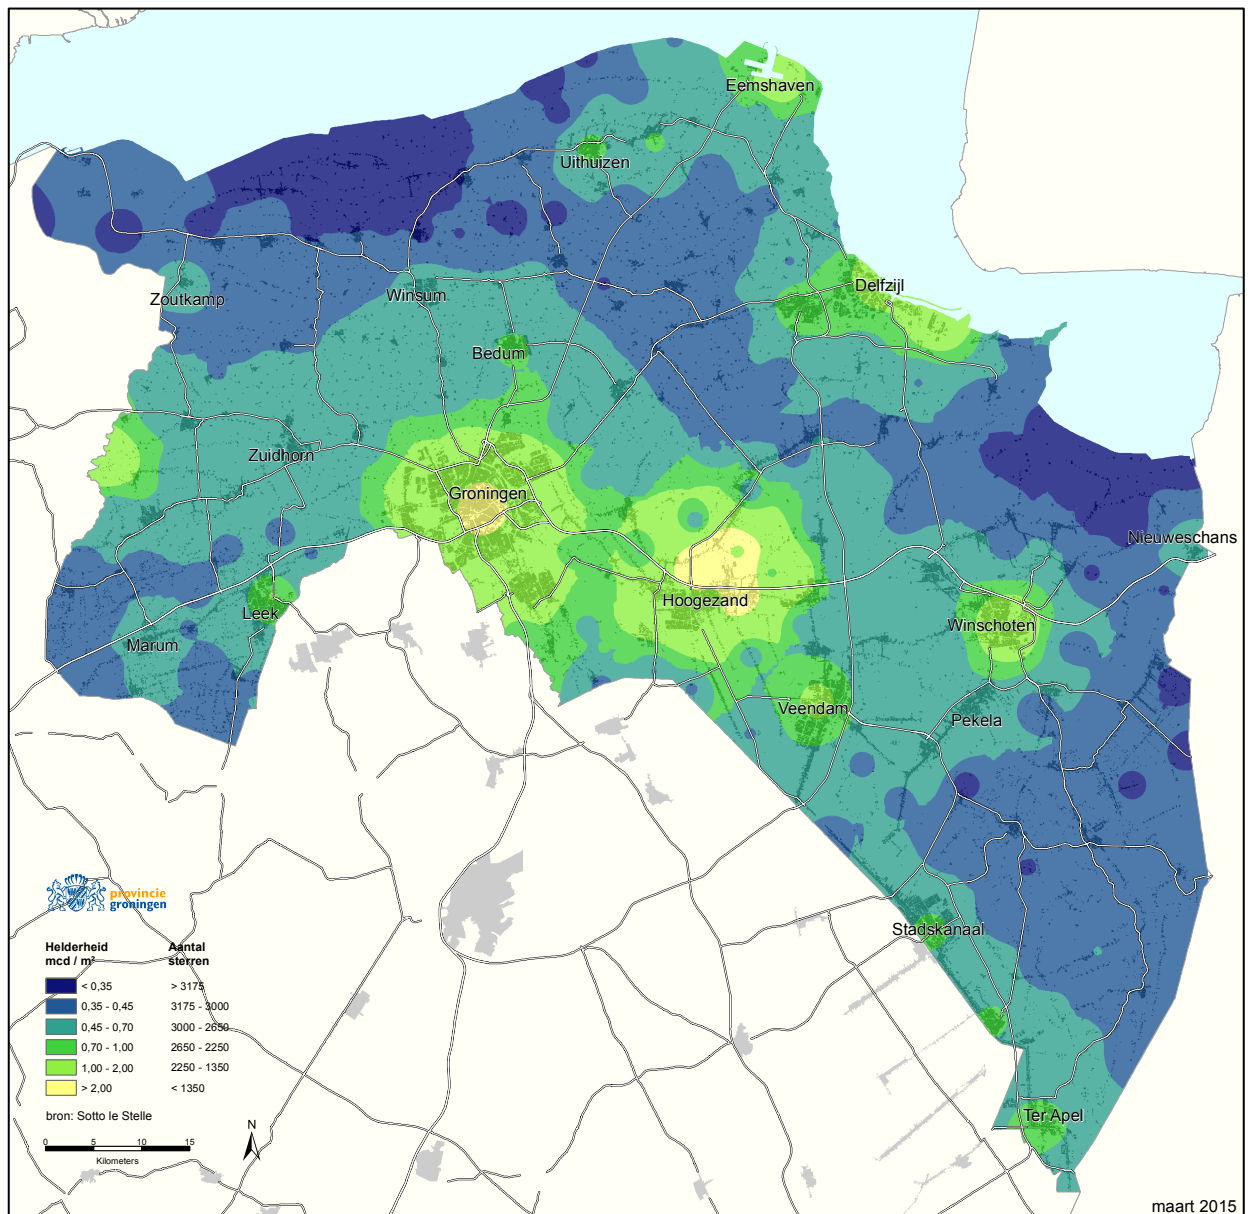 Eemshaven
Uithuizen
Delfzijl
Zoutkamp
Winsum
Bedum
Zuidhorn
Groningen
Nieuweschans
Hoogezand
Leek
Winschoten
Marum
Veendam
Pekela
Stadskanaal
Ter Apel
provincie
groningen
Helderheid Aantal
mcd / m² sterren
< 0,35 > 3175
0,35 - 0,45 3175 - 3000
0,45 - 0,70 3000 - 2650
0,70 - 1,00 2650 - 2250
1,00 - 2,00 2250 - 1350
> 2,00 < 1350
bron: Sotto le Stelle
N
0 5 10 15
Kilometers
maart 2015